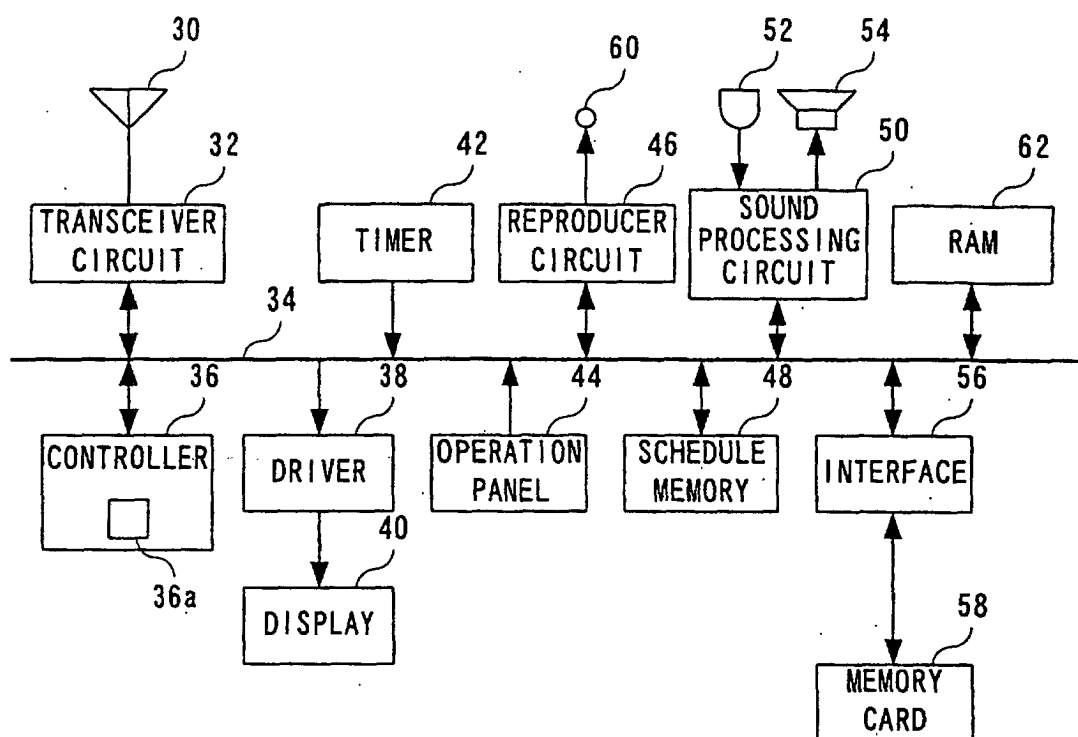 30
60
52
54
32
42
46
50
62
TRANSCEIVER
CIRCUIT
TIMER
REPRODUCER
CIRCUIT
SOUND
PROCESSING
CIRCUIT
RAM
34
36
38
44
48
56
CONTROLLER
DRIVER
OPERATION
PANEL
SCHEDULE
MEMORY
INTERFACE
36a
40
DISPLAY
58
MEMORY
CARD